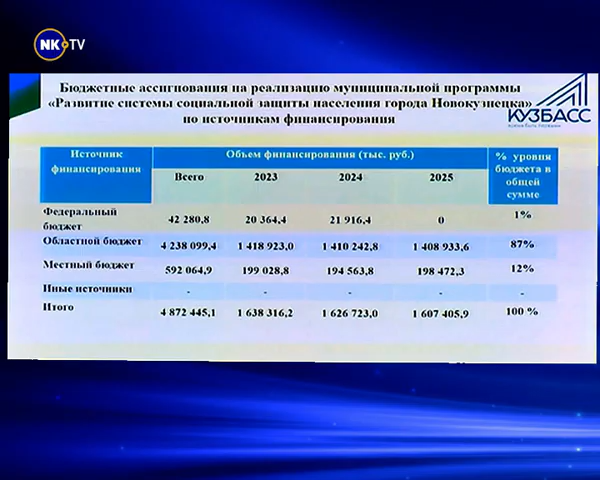 NK TV
Бюджетные ассигнования на реализацию муниципальной программы
«Развитие системы социальной защиты населения города Новокузнецка»
по источникам финансирования
КУЗБАСС
Источник финансирования Объем финансирования (тыс. руб.) % уровня бюджета в общей сумме
Всего 2023 2024 2025
Федеральный бюджет 42 280,8 20 364,4 21 916,4 0 1%
Областной бюджет 4 238 099,4 1 418 923,0 1 410 242,8 1 408 933,6 87%
Местный бюджет 592 064,9 199 028,8 194 563,8 198 472,3 12%
Иные источники - - - - -
Итого 4 872 445,1 1 638 316,2 1 626 723,0 1 607 405,9 100 %